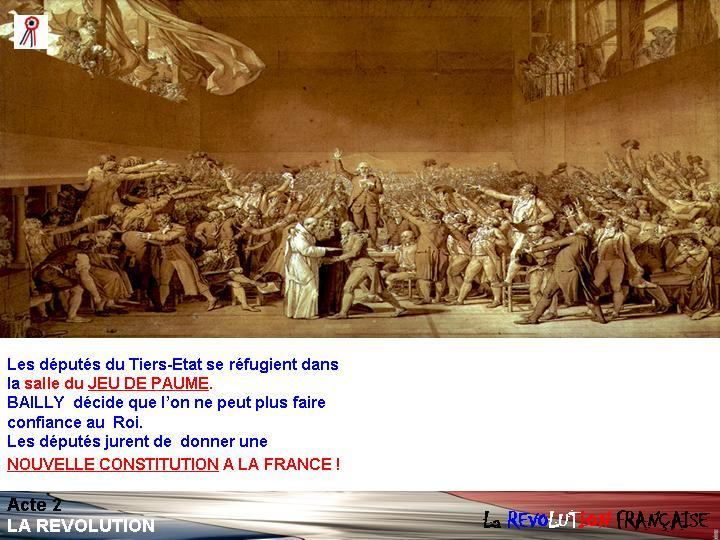 Les députés du Tiers-Etat se réfugient dans
la salle du JEU DE PAUME.
BAILLY décide que l'on ne peut plus faire
confiance au Roi.
Les députés jurent de donner une
NOUVELLE CONSTITUTION A LA FRANCE !
Acte 2
LA REVOLUTION
La REVOLUTION FRANÇAISE